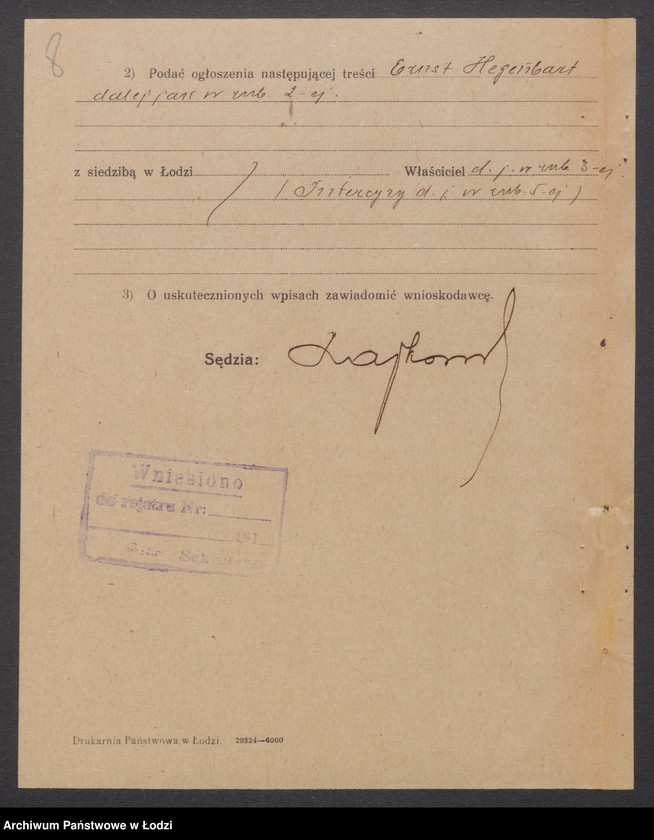 8
2) Podać ogłoszenia następującej treści Ernst Hegenbart
dalej jak w rub. 2-ej.
z siedzibą w Łodzi Właściciel d. j. w rub. 3-ej.
( Intercyzy d. j. w rub. 5-ej )
3) O uskutecznionych wpisach zawiadomić wnioskodawcę.
Sędzia:
Wniesiono
do rejstru Nr:
191
Drukarnia Państwowa w Łodzi. 29324—6000
Archiwum Państwowe w Łodzi